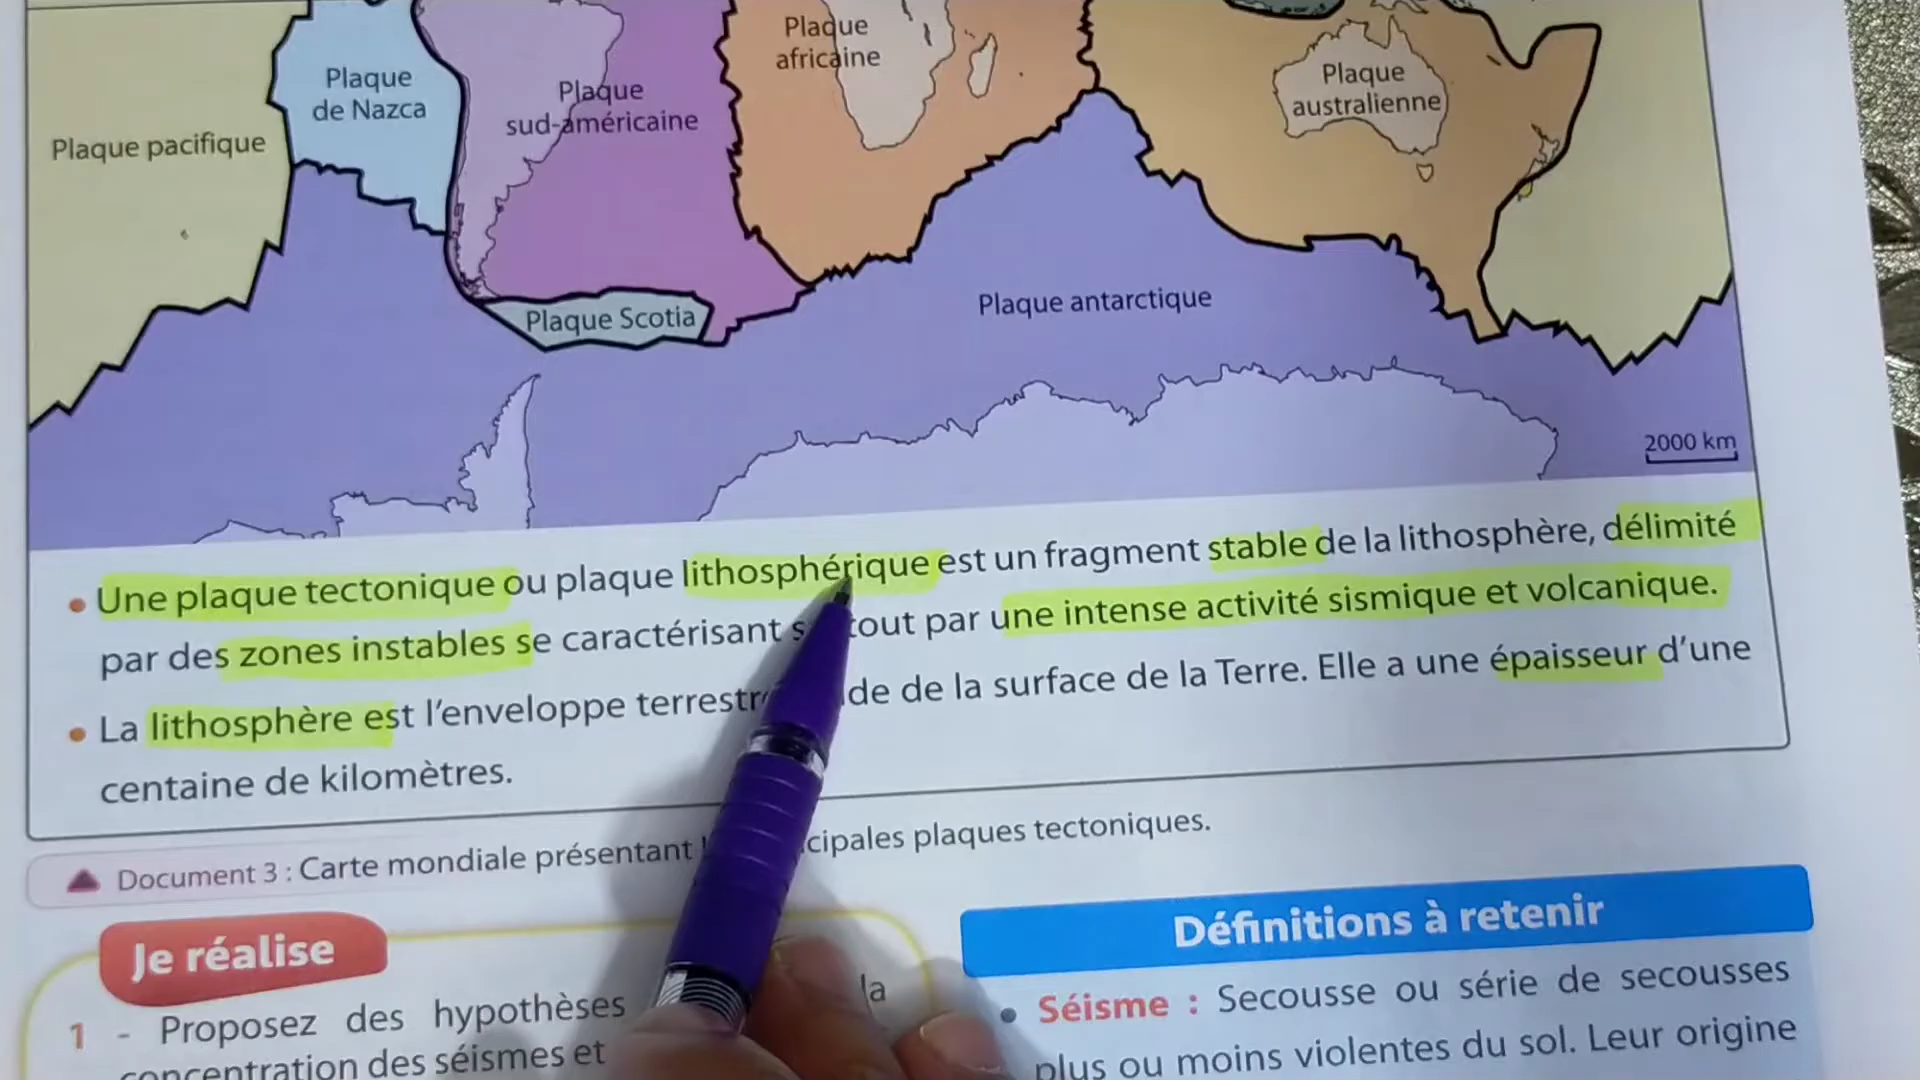 Plaque
africaine
Plaque
de Nazca
Plaque
sud-américaine
Plaque
australienne
Plaque pacifique
Plaque antarctique
Plaque Scotia
2000 km
• Une plaque tectonique ou plaque lithosphérique est un fragment stable de la lithosphère, délimité
par des zones instables se caractérisant tout par une intense activité sismique et volcanique.
• La lithosphère est l'enveloppe de la surface de la Terre. Elle a une épaisseur d'une
centaine de kilomètres.
Document 3 : Carte mondiale présentant plaques tectoniques.
Je réalise
1 - Proposez des hypothèses la
concentration des séismes et
Définitions à retenir
• Séisme : Secousse ou série de secousses
plus ou moins violentes du sol. Leur origine